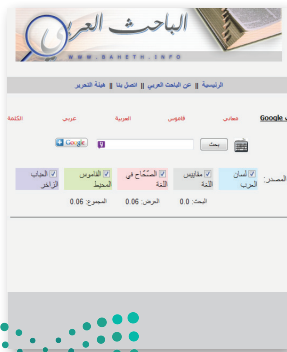 الباحث العربي
WWW.BAHETH.INFO
الرئيسية || عن الباحث العربي || اتصل بنا || هيئة التحرير
Google معاني قاموس العربية عربي الكلمة
بحث Google
المصدر: لسان العرب مقاييس اللغة الصّحّاح في اللغة القاموس المحيط العباب الزاخر
البحث: 0.0 العرض: 0.06 المجموع: 0.06